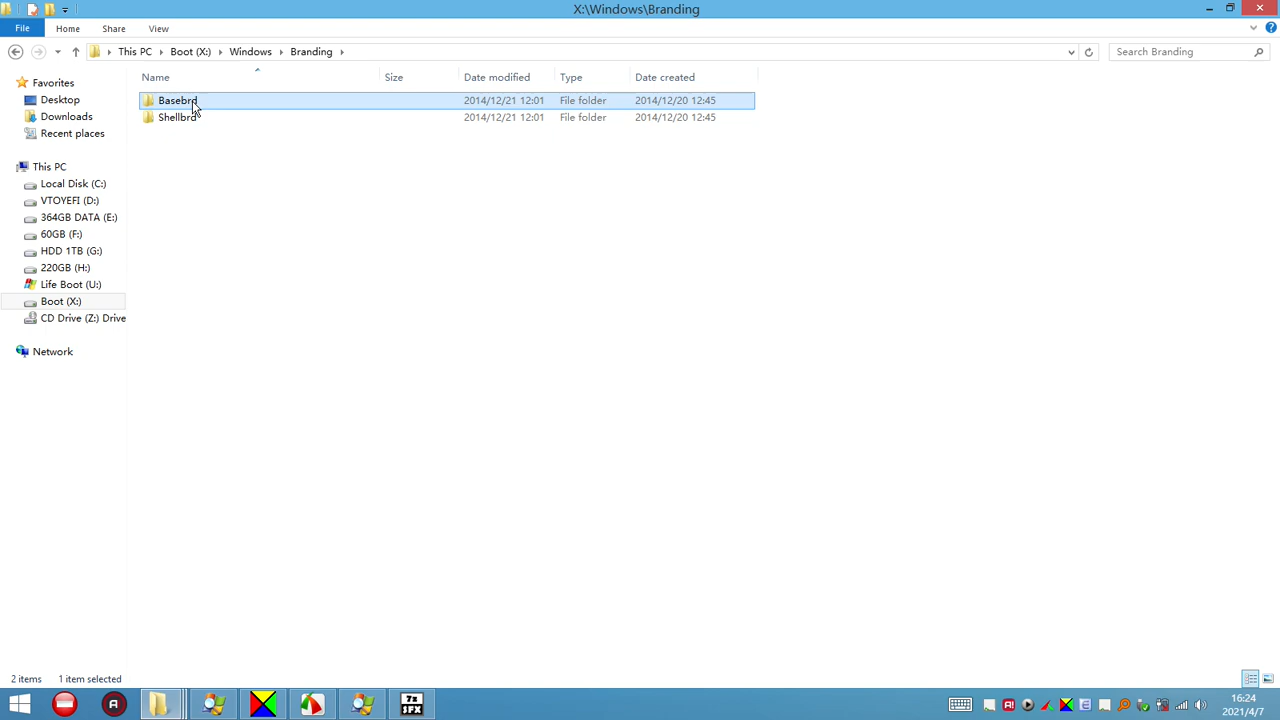 X:\Windows\Branding
File Home Share View
This PC Boot (X:) Windows Branding Search Branding
Name Size Date modified Type Date created
Favorites
Desktop
Downloads
Recent places
This PC
Local Disk (C:)
VTOYEFI (D:)
364GB DATA (E:)
60GB (F:)
HDD 1TB (G:)
220GB (H:)
Life Boot (U:)
Boot (X:)
CD Drive (Z:) Drive
Network
Basebrd 2014/12/21 12:01 File folder 2014/12/20 12:45
Shellbrd 2014/12/21 12:01 File folder 2014/12/20 12:45
2 items 1 item selected
7z
SFX
16:24
2021/4/7